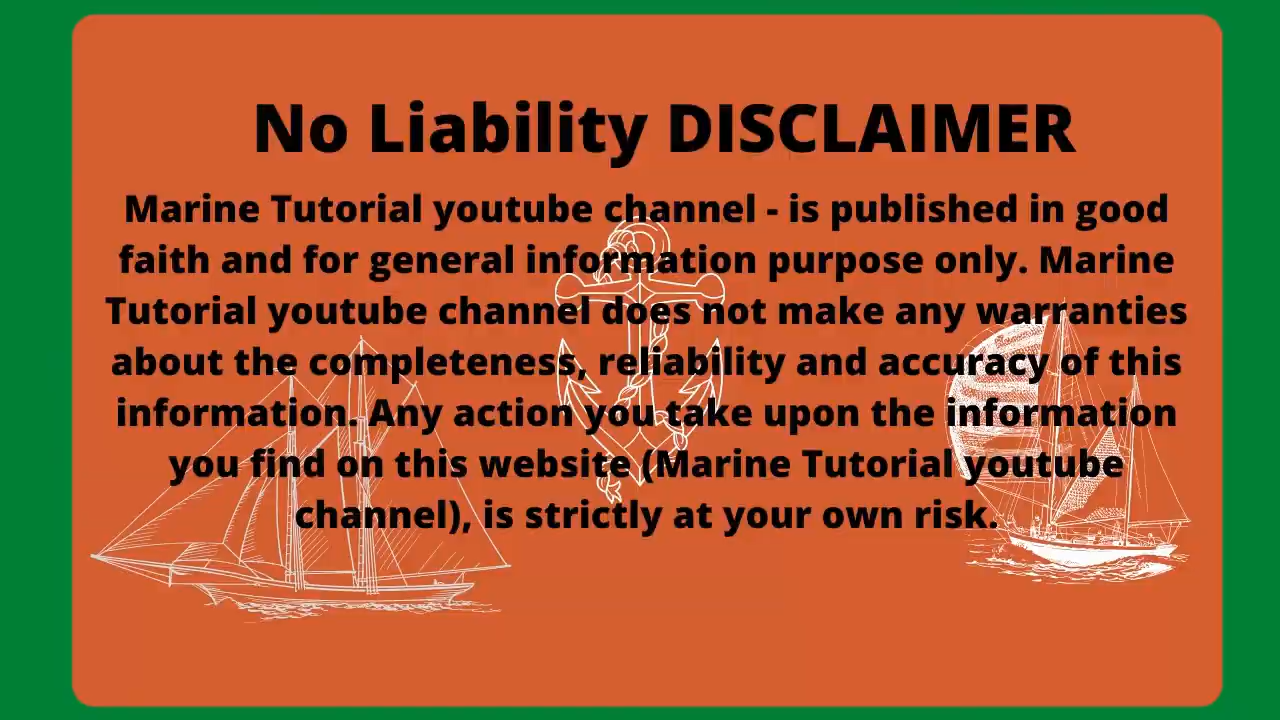 No Liability DISCLAIMER
Marine Tutorial youtube channel - is published in good
faith and for general information purpose only. Marine
Tutorial youtube channel does not make any warranties
about the completeness, reliability and accuracy of this
information. Any action you take upon the information
you find on this website (Marine Tutorial youtube
channel), is strictly at your own risk.